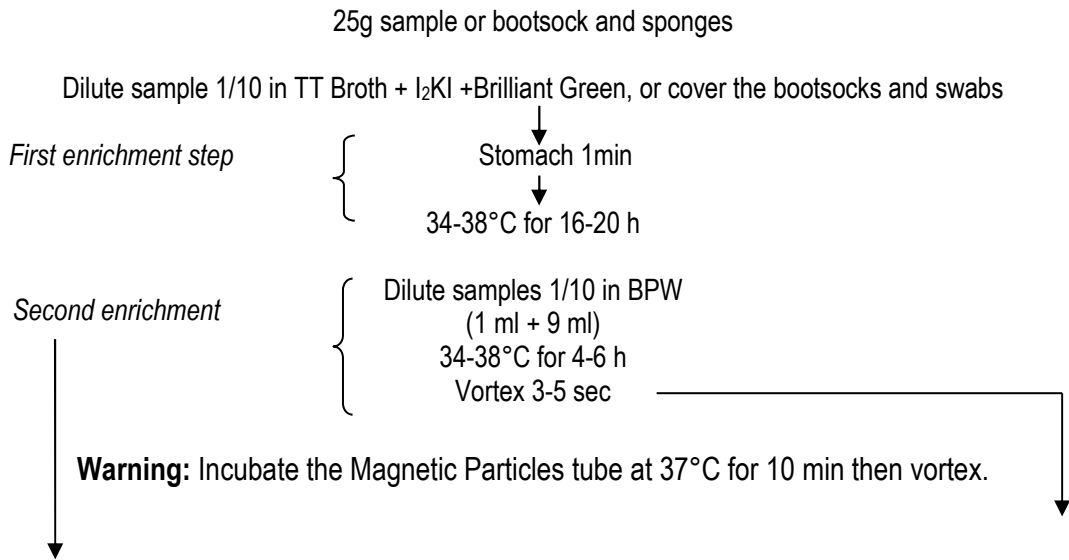 25g sample or bootsock and sponges
Dilute sample 1/10 in TT Broth + I₂KI +Brilliant Green, or cover the bootsocks and swabs
First enrichment step
Stomach 1min
34-38°C for 16-20 h
Second enrichment
Dilute samples 1/10 in BPW
(1 ml + 9 ml)
34-38°C for 4-6 h
Vortex 3-5 sec
Warning: Incubate the Magnetic Particles tube at 37°C for 10 min then vortex.